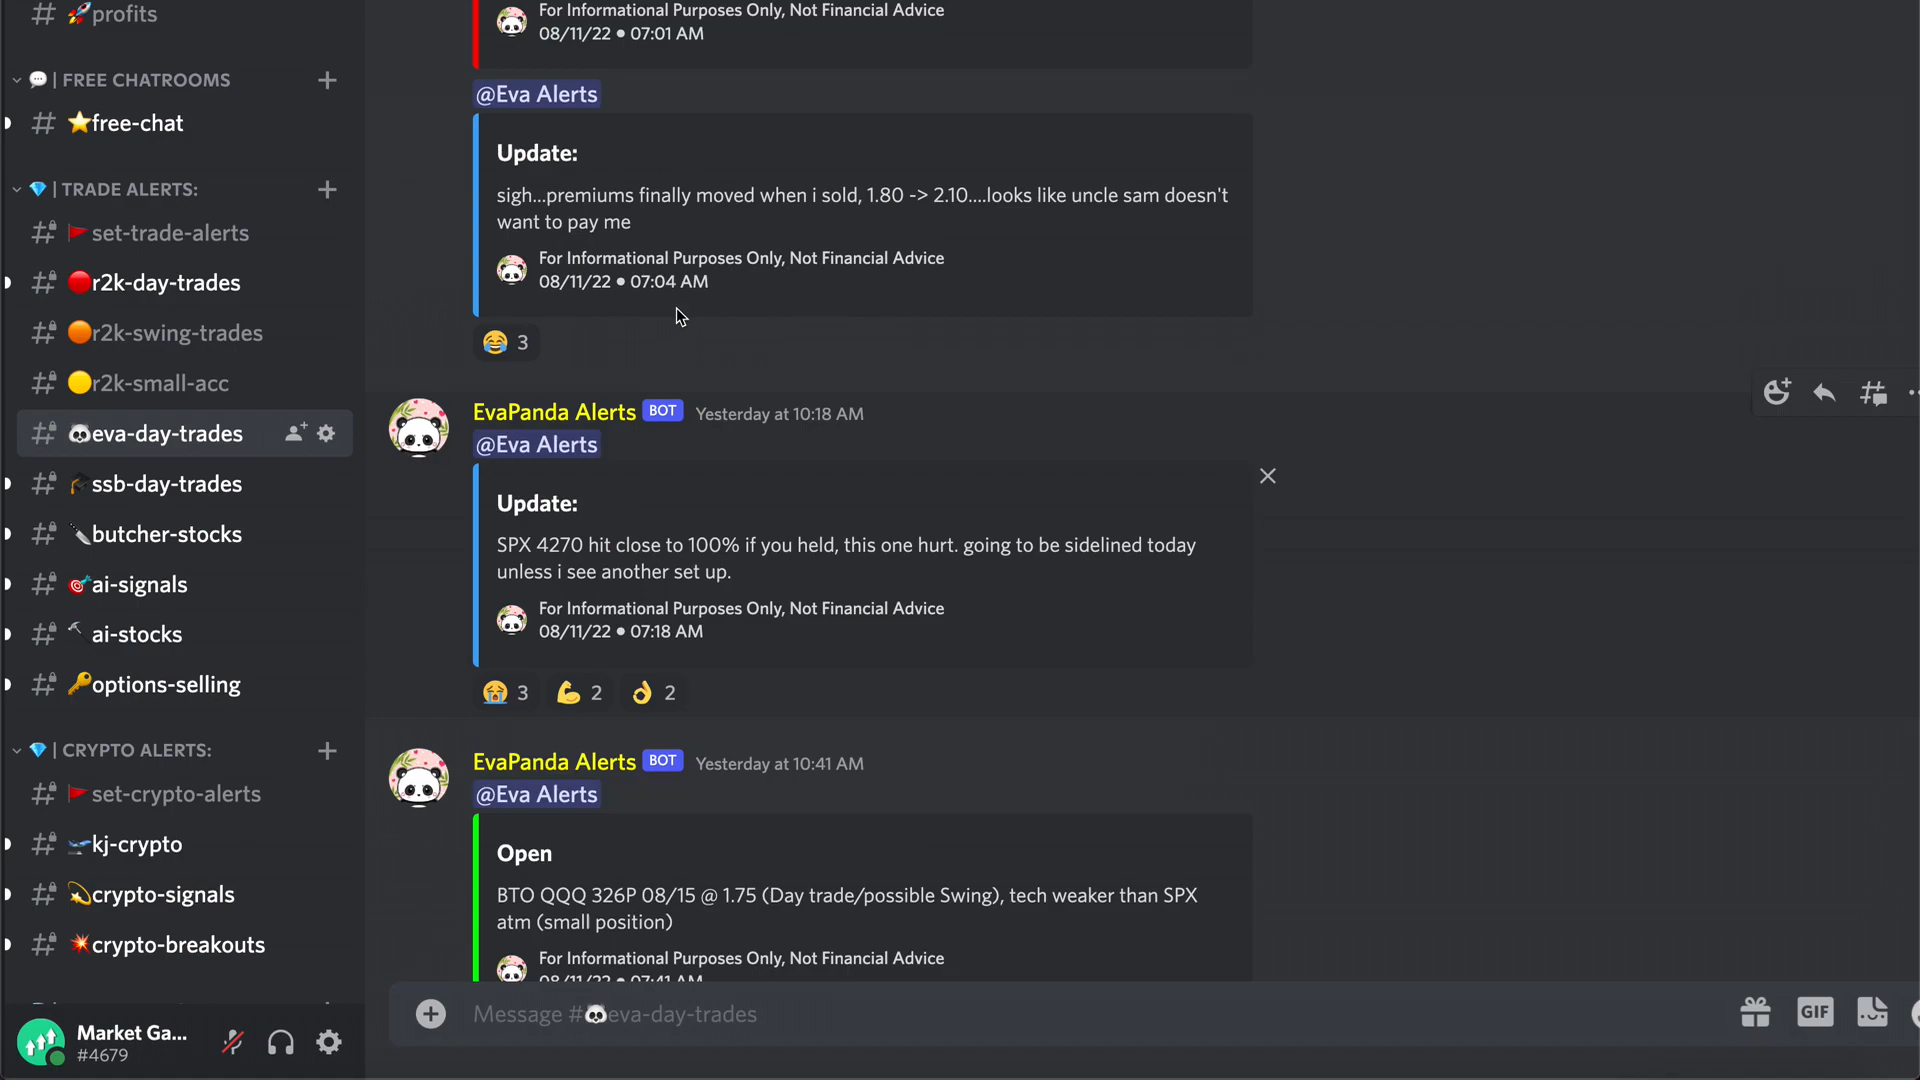 profits
For Informational Purposes Only, Not Financial Advice
08/11/22 • 07:01 AM
| FREE CHATROOMS
@Eva Alerts
free-chat
Update:
| TRADE ALERTS:
sigh...premiums finally moved when i sold, 1.80 -> 2.10....looks like uncle sam doesn't
want to pay me
set-trade-alerts
For Informational Purposes Only, Not Financial Advice
08/11/22 • 07:04 AM
r2k-day-trades
r2k-swing-trades
3
r2k-small-acc
EvaPanda Alerts BOT Yesterday at 10:18 AM
eva-day-trades
@Eva Alerts
ssb-day-trades
Update:
butcher-stocks
SPX 4270 hit close to 100% if you held, this one hurt. going to be sidelined today
unless i see another set up.
ai-signals
For Informational Purposes Only, Not Financial Advice
08/11/22 • 07:18 AM
ai-stocks
options-selling
3 2 2
| CRYPTO ALERTS:
EvaPanda Alerts BOT Yesterday at 10:41 AM
set-crypto-alerts
@Eva Alerts
kj-crypto
Open
crypto-signals
BTO QQQ 326P 08/15 @ 1.75 (Day trade/possible Swing), tech weaker than SPX
atm (small position)
crypto-breakouts
For Informational Purposes Only, Not Financial Advice
08/11/22 • 07:41 AM
Message #eva-day-trades
GIF
Market Ga...
#4679